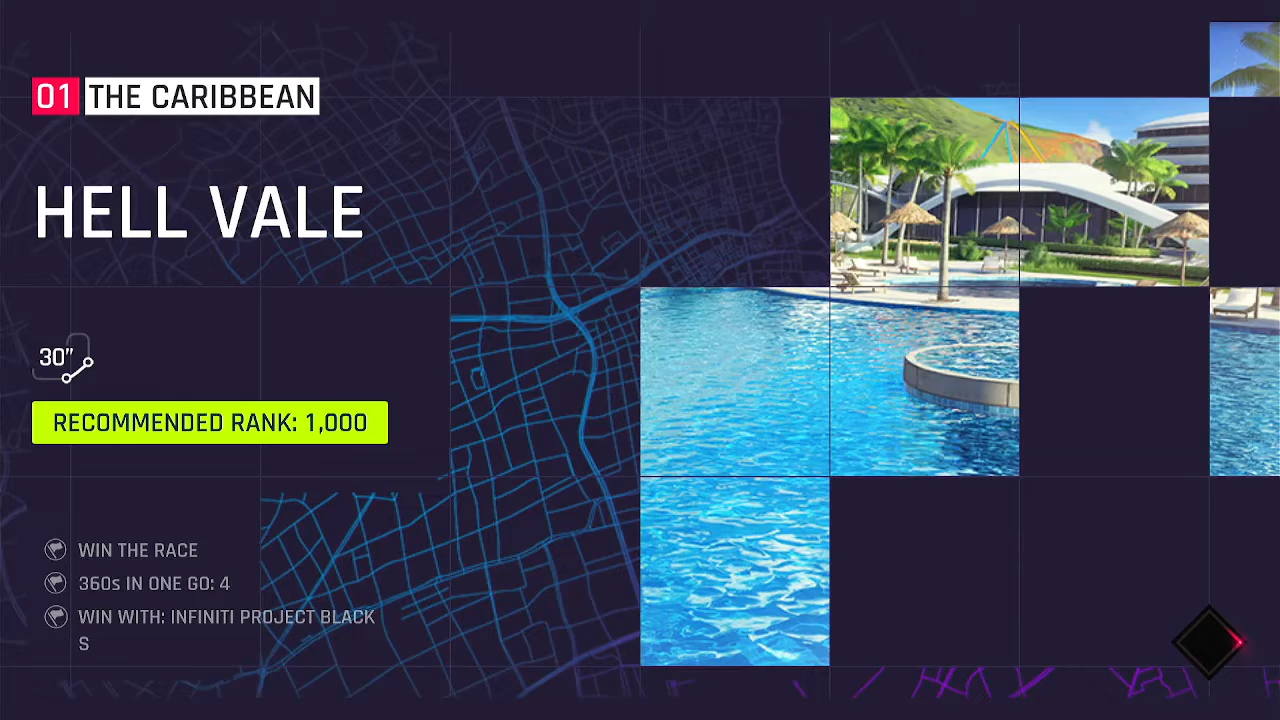 01 THE CARIBBEAN
HELL VALE
30"
RECOMMENDED RANK: 1,000
WIN THE RACE
360s IN ONE GO: 4
WIN WITH: INFINITI PROJECT BLACK
S